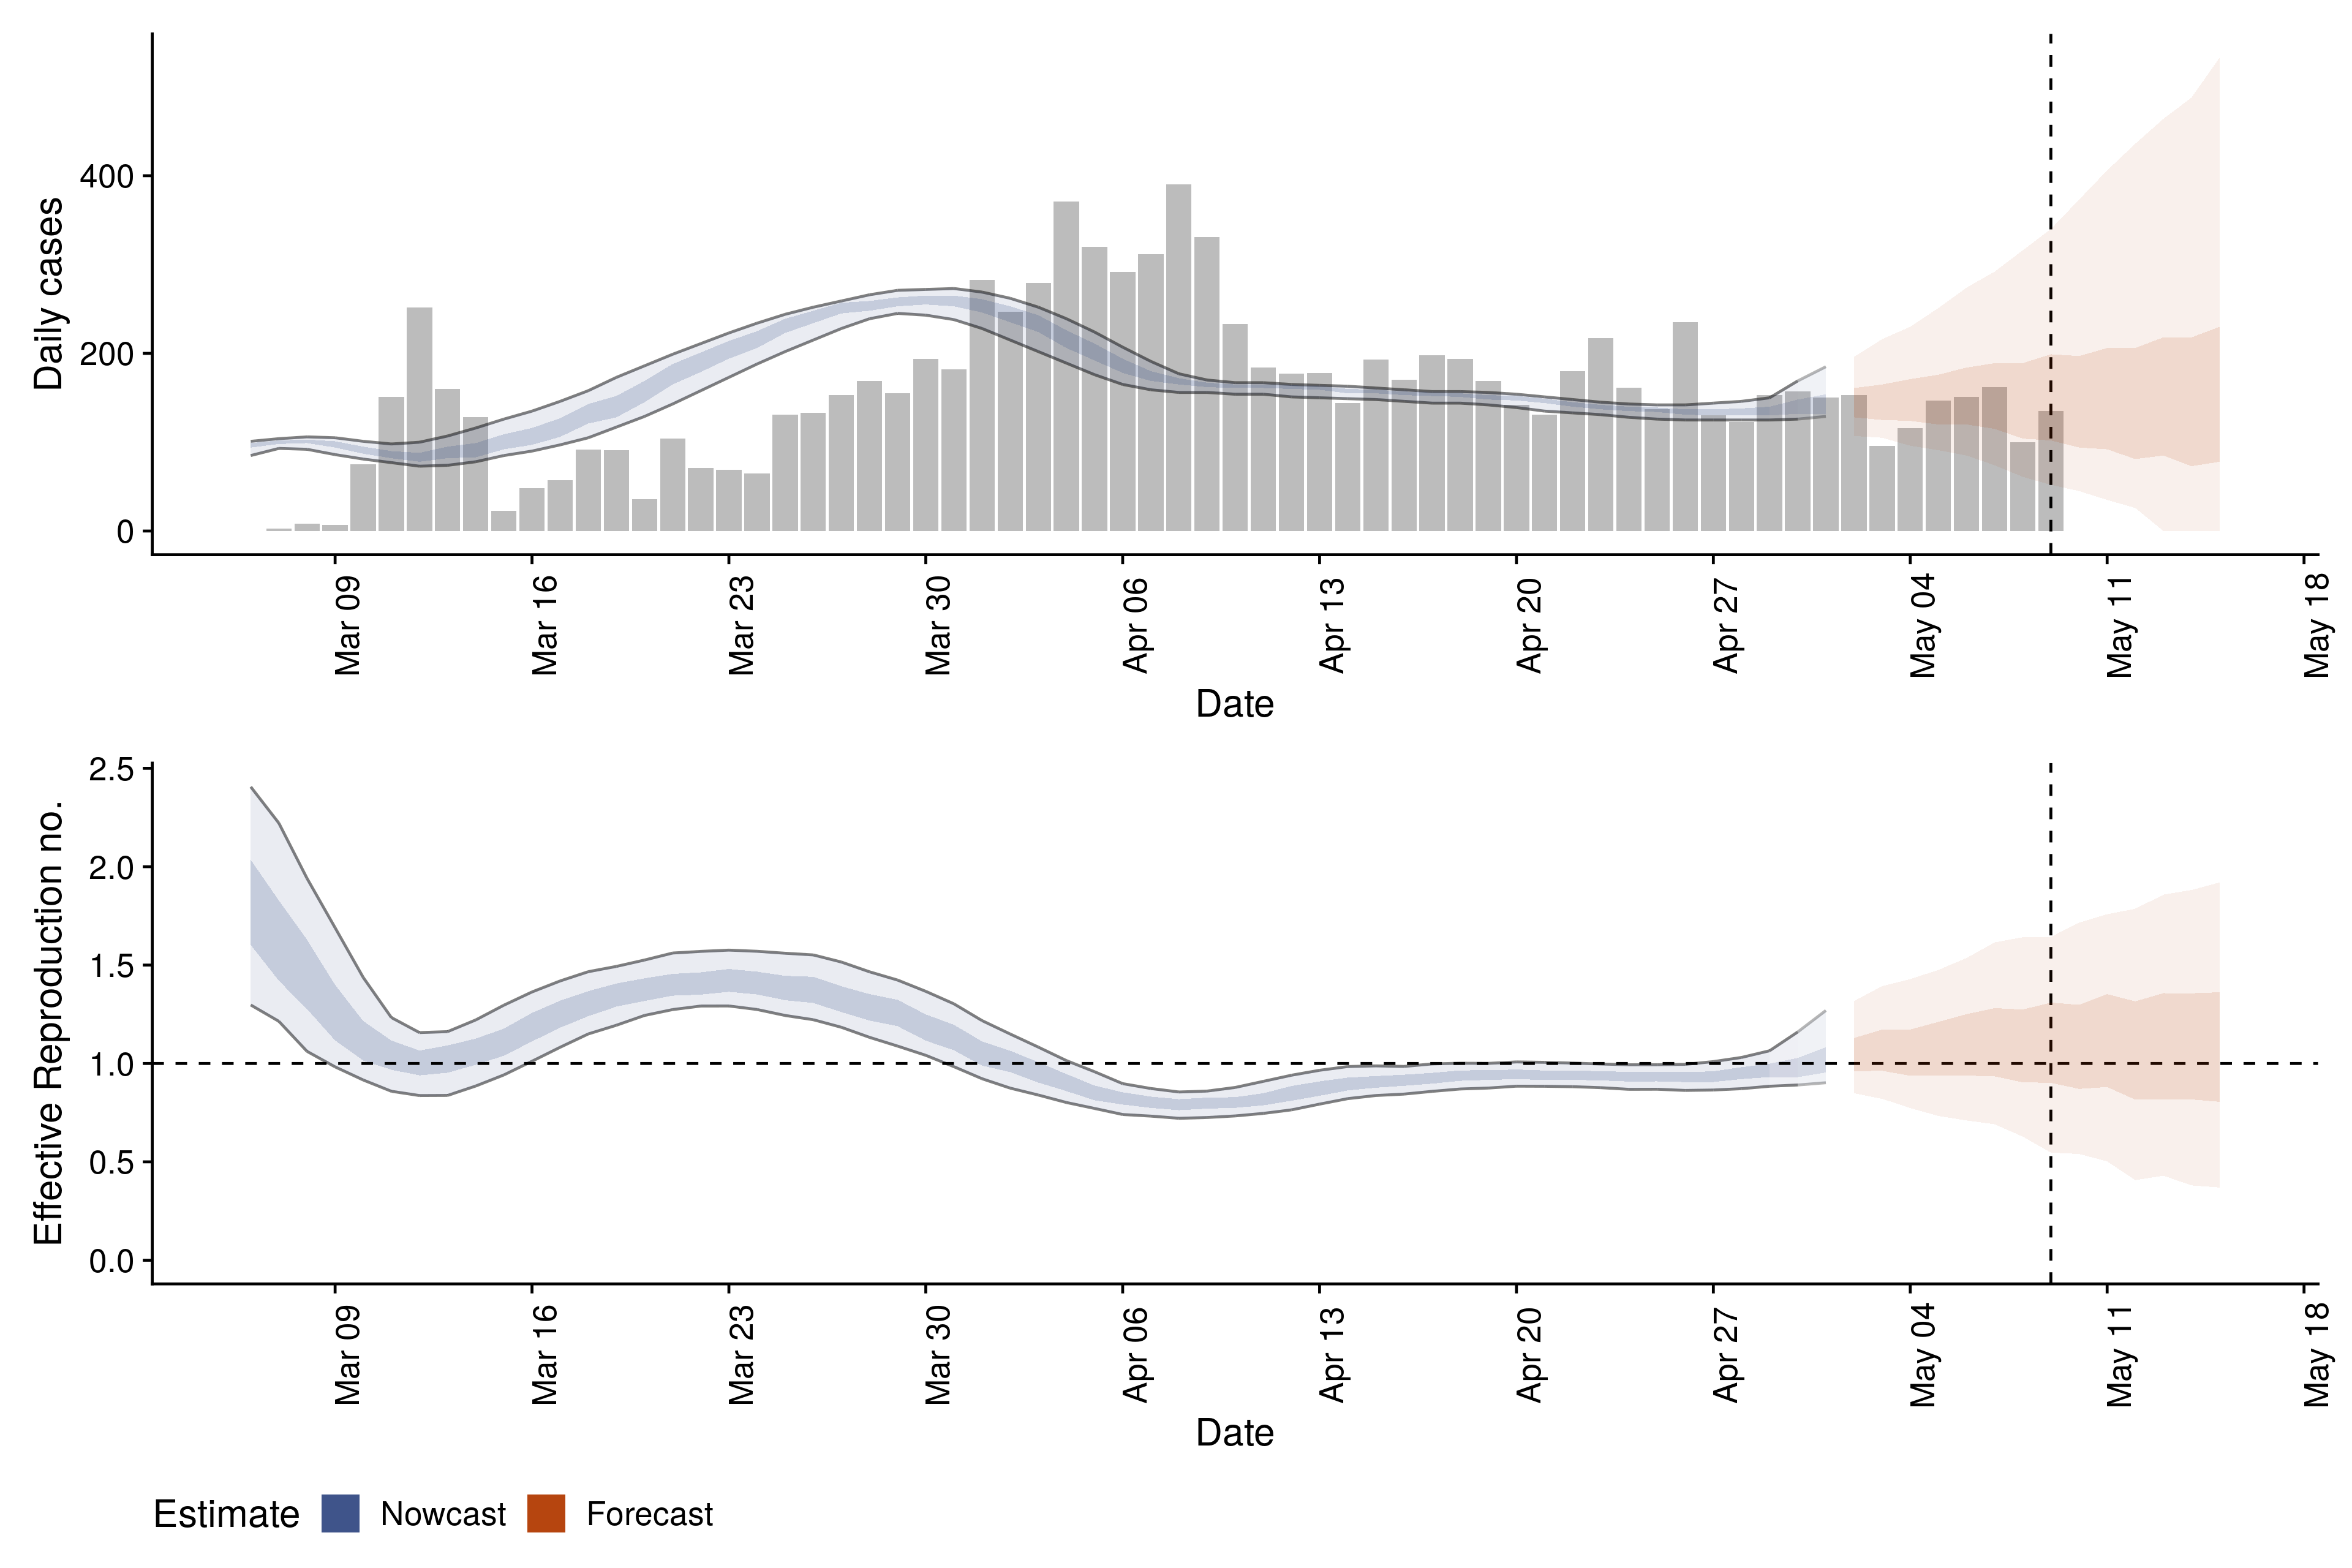 Daily cases
400
200
0
Mar 09
Mar 16
Mar 23
Mar 30
Apr 06
Apr 13
Apr 20
Apr 27
May 04
May 11
May 18
Date
Effective Reproduction no.
2.5
2.0
1.5
1.0
0.5
0.0
Mar 09
Mar 16
Mar 23
Mar 30
Apr 06
Apr 13
Apr 20
Apr 27
May 04
May 11
May 18
Date
Estimate Nowcast Forecast